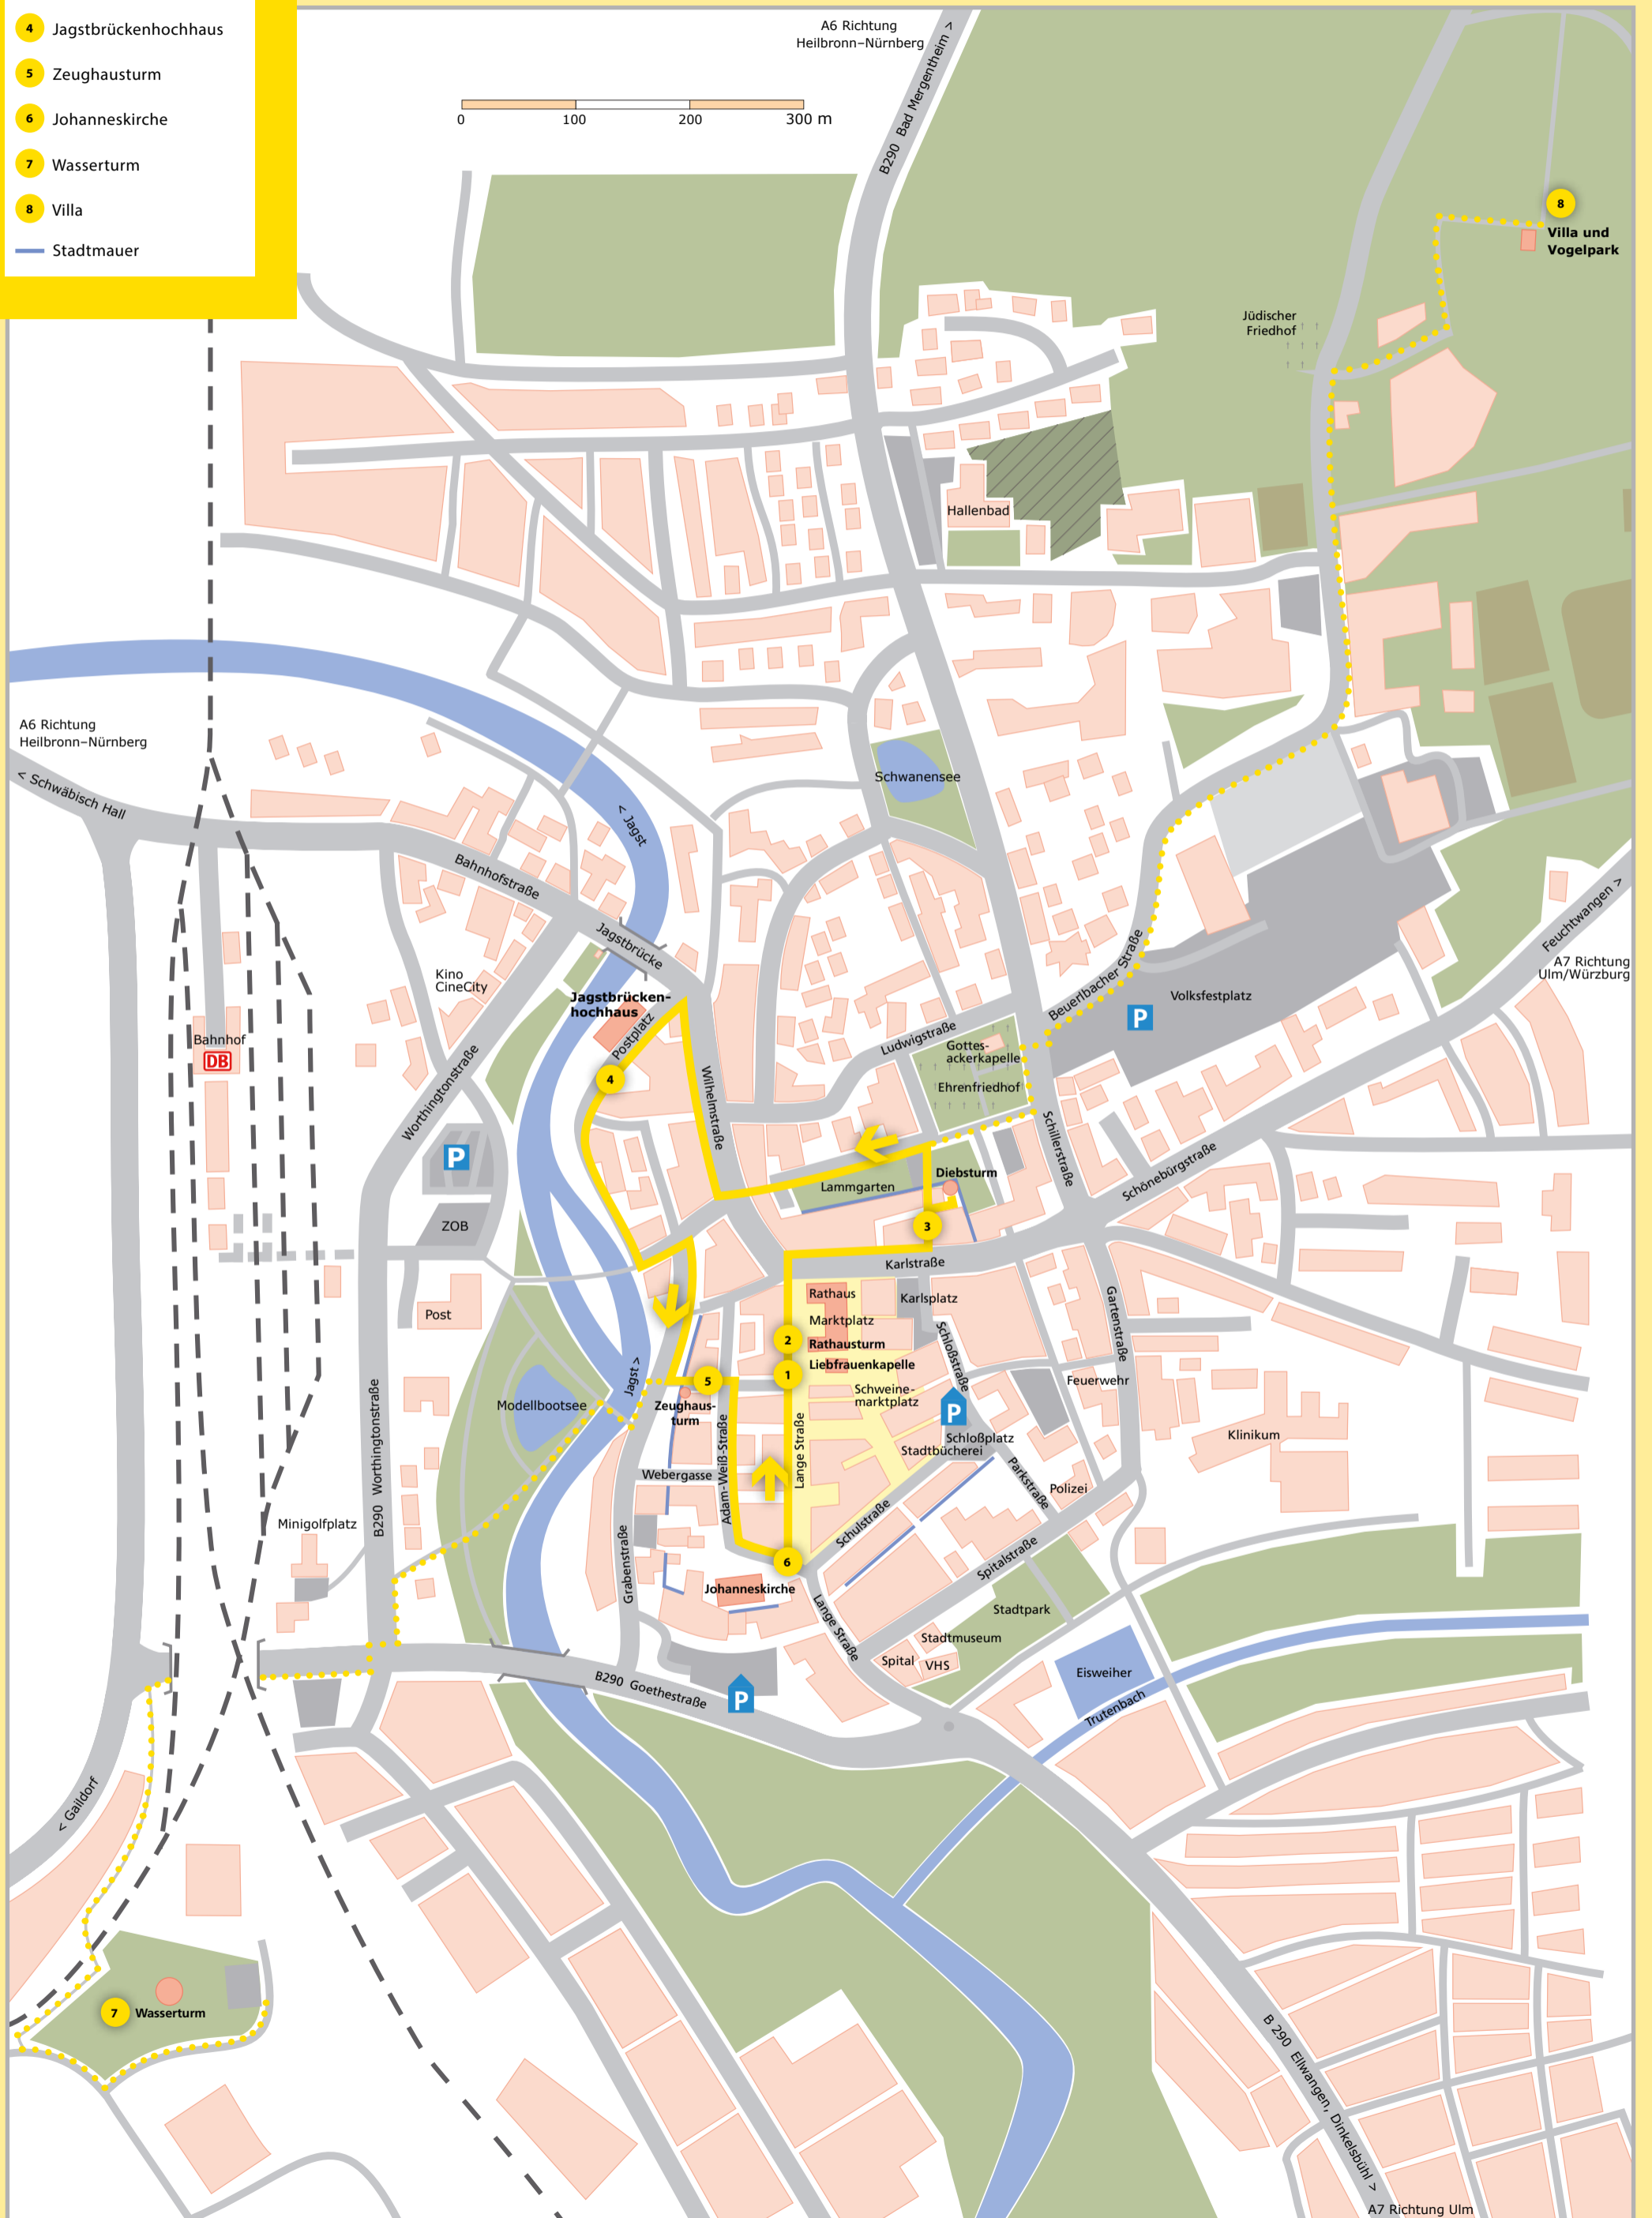 4 Jagstbrückenhochhaus
5 Zeughausturm
6 Johanneskirche
7 Wasserturm
8 Villa
Stadtmauer
A6 Richtung
Heilbronn–Nürnberg
B290 Bad Mergentheim >
0 100 200 300 m
8
Villa und
Vogelpark
Jüdischer
Friedhof
Hallenbad
A6 Richtung
Heilbronn–Nürnberg
< Schwäbisch Hall
Schwanensee
< Jagst
Bahnhofstraße
Jagstbrücke
Feuchtwangen >
A7 Richtung
Ulm/Würzburg
Kino
CineCity
Beuerlbacher Straße
Volksfestplatz
P
Jagstbrücken-
hochhaus
Postplatz
Bahnhof
DB
Ludwigstraße
Gottes-
ackerkapelle
Ehrenfriedhof
4
Worthingtonstraße
Wilhelmstraße
Schillerstraße
P
Schönebürgstraße
Diebsturm
Lammgarten
ZOB
3
Karlstraße
Rathaus
Karlsplatz
Post
Marktplatz
2
Rathausturm
Schloßstraße
Gartenstraße
1
Liebfrauenkapelle
Jagst >
5
Feuerwehr
Schweine-
marktplatz
Modellbootsee
Zeughaus-
turm
P
Schloßplatz
Klinikum
Stadtbücherei
Adam-Weiß-Straße
Lange Straße
Webergasse
B290 Worthingtonstraße
Parkstraße
Polizei
Minigolfplatz
Schulstraße
Grabenstraße
6
Spitalstraße
Johanneskirche
Stadtpark
Lange Straße
Stadtmuseum
Spital
VHS
Eisweiher
B290 Goethestraße
P
Trutenbach
< Gaildorf
7
Wasserturm
B 290 Ellwangen, Dinkelsbühl >
A7 Richtung Ulm